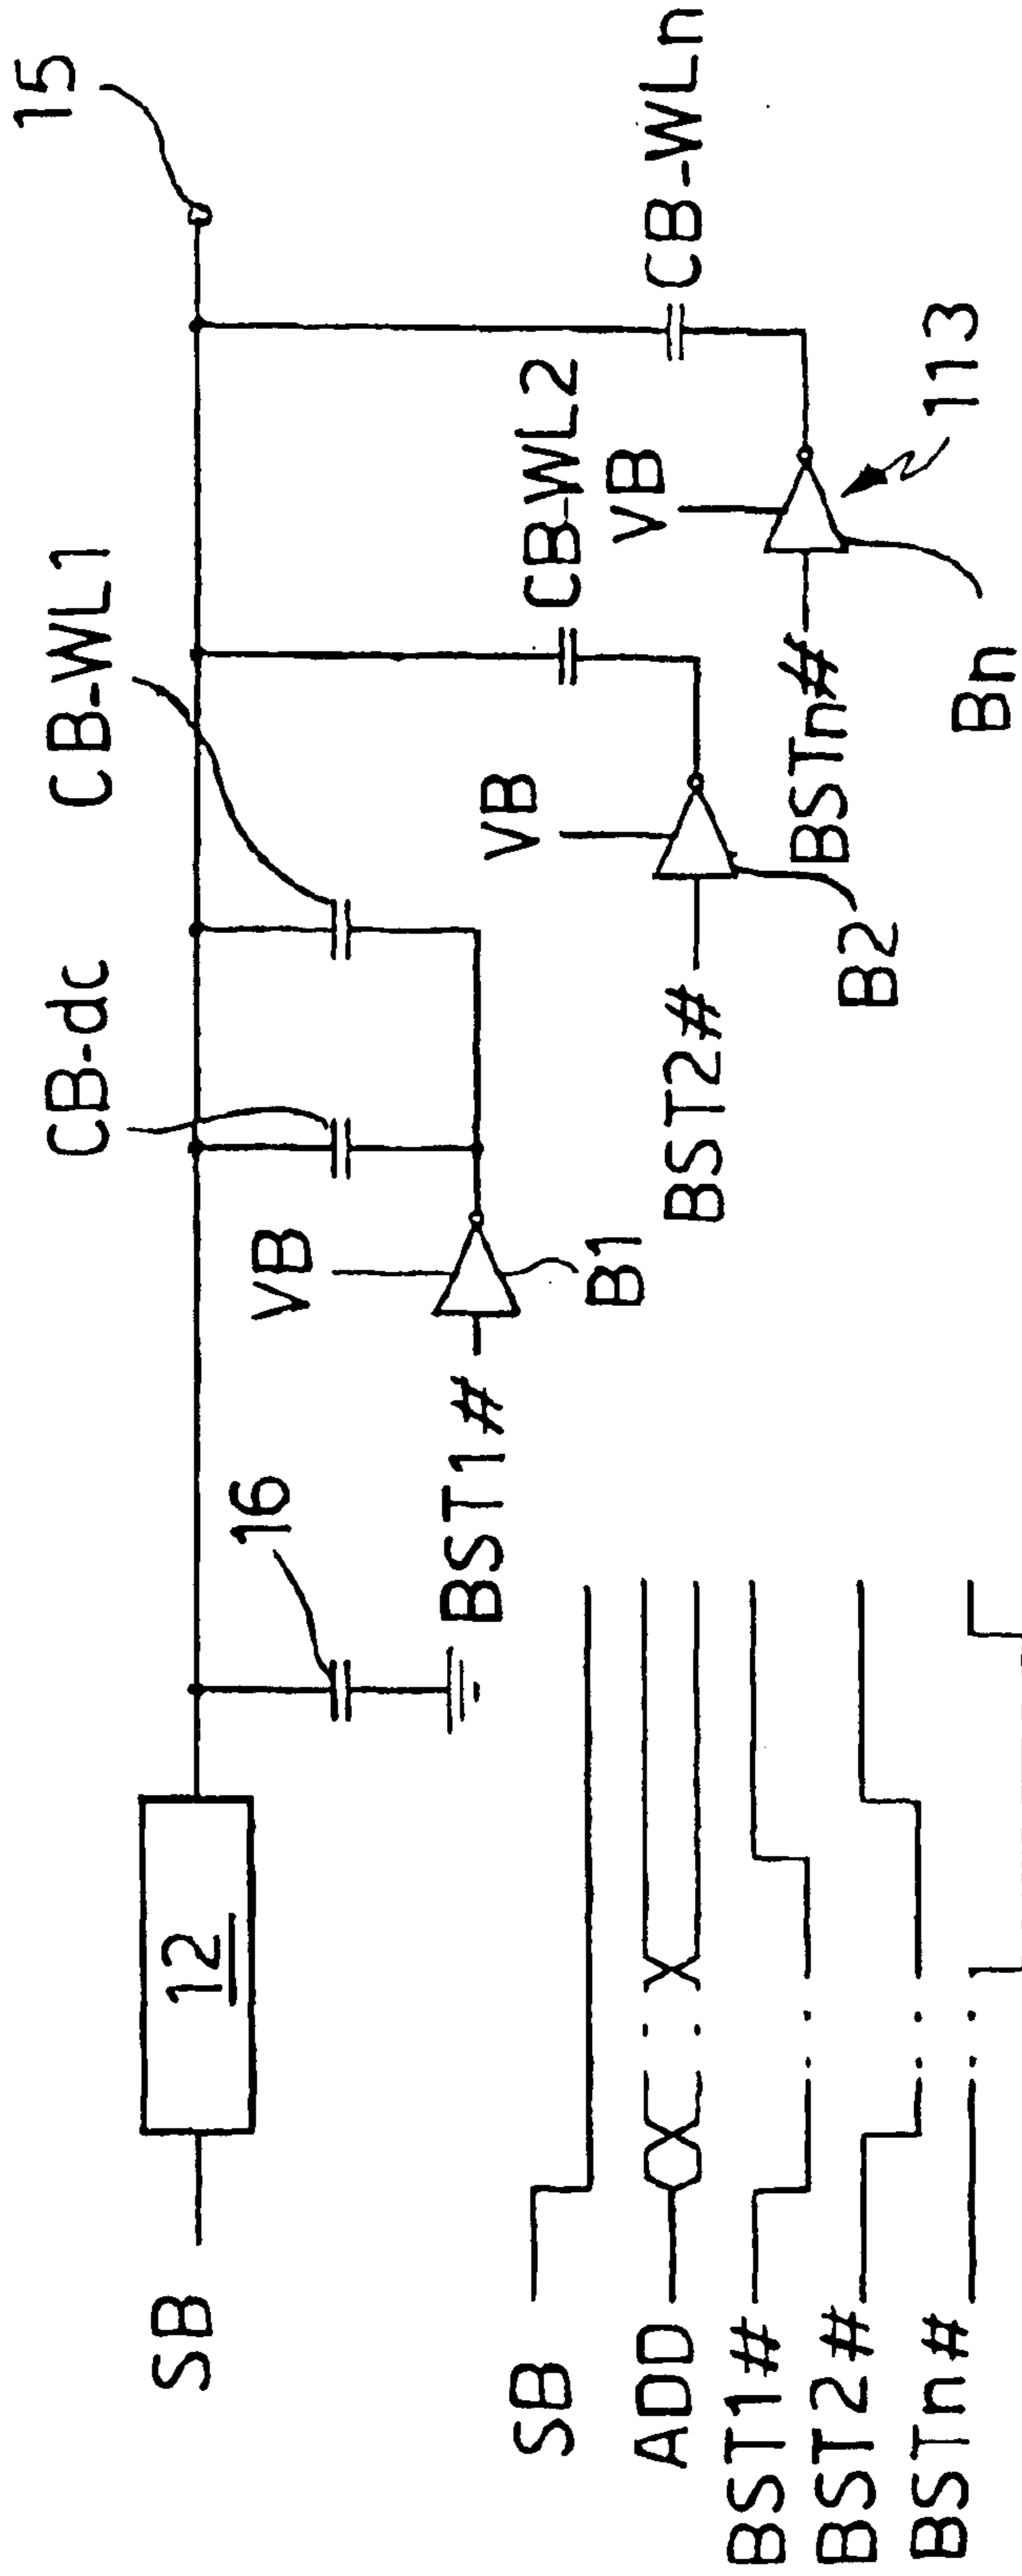 SB
12
16
15
CB-dc
CB-WL1
VB
BST1#
B1
CB-WL2
VB
BST2#
B2
CB-WLn
VB
BSTn#
Bn
113
SB
ADD
BST1#
BST2#
BSTn#